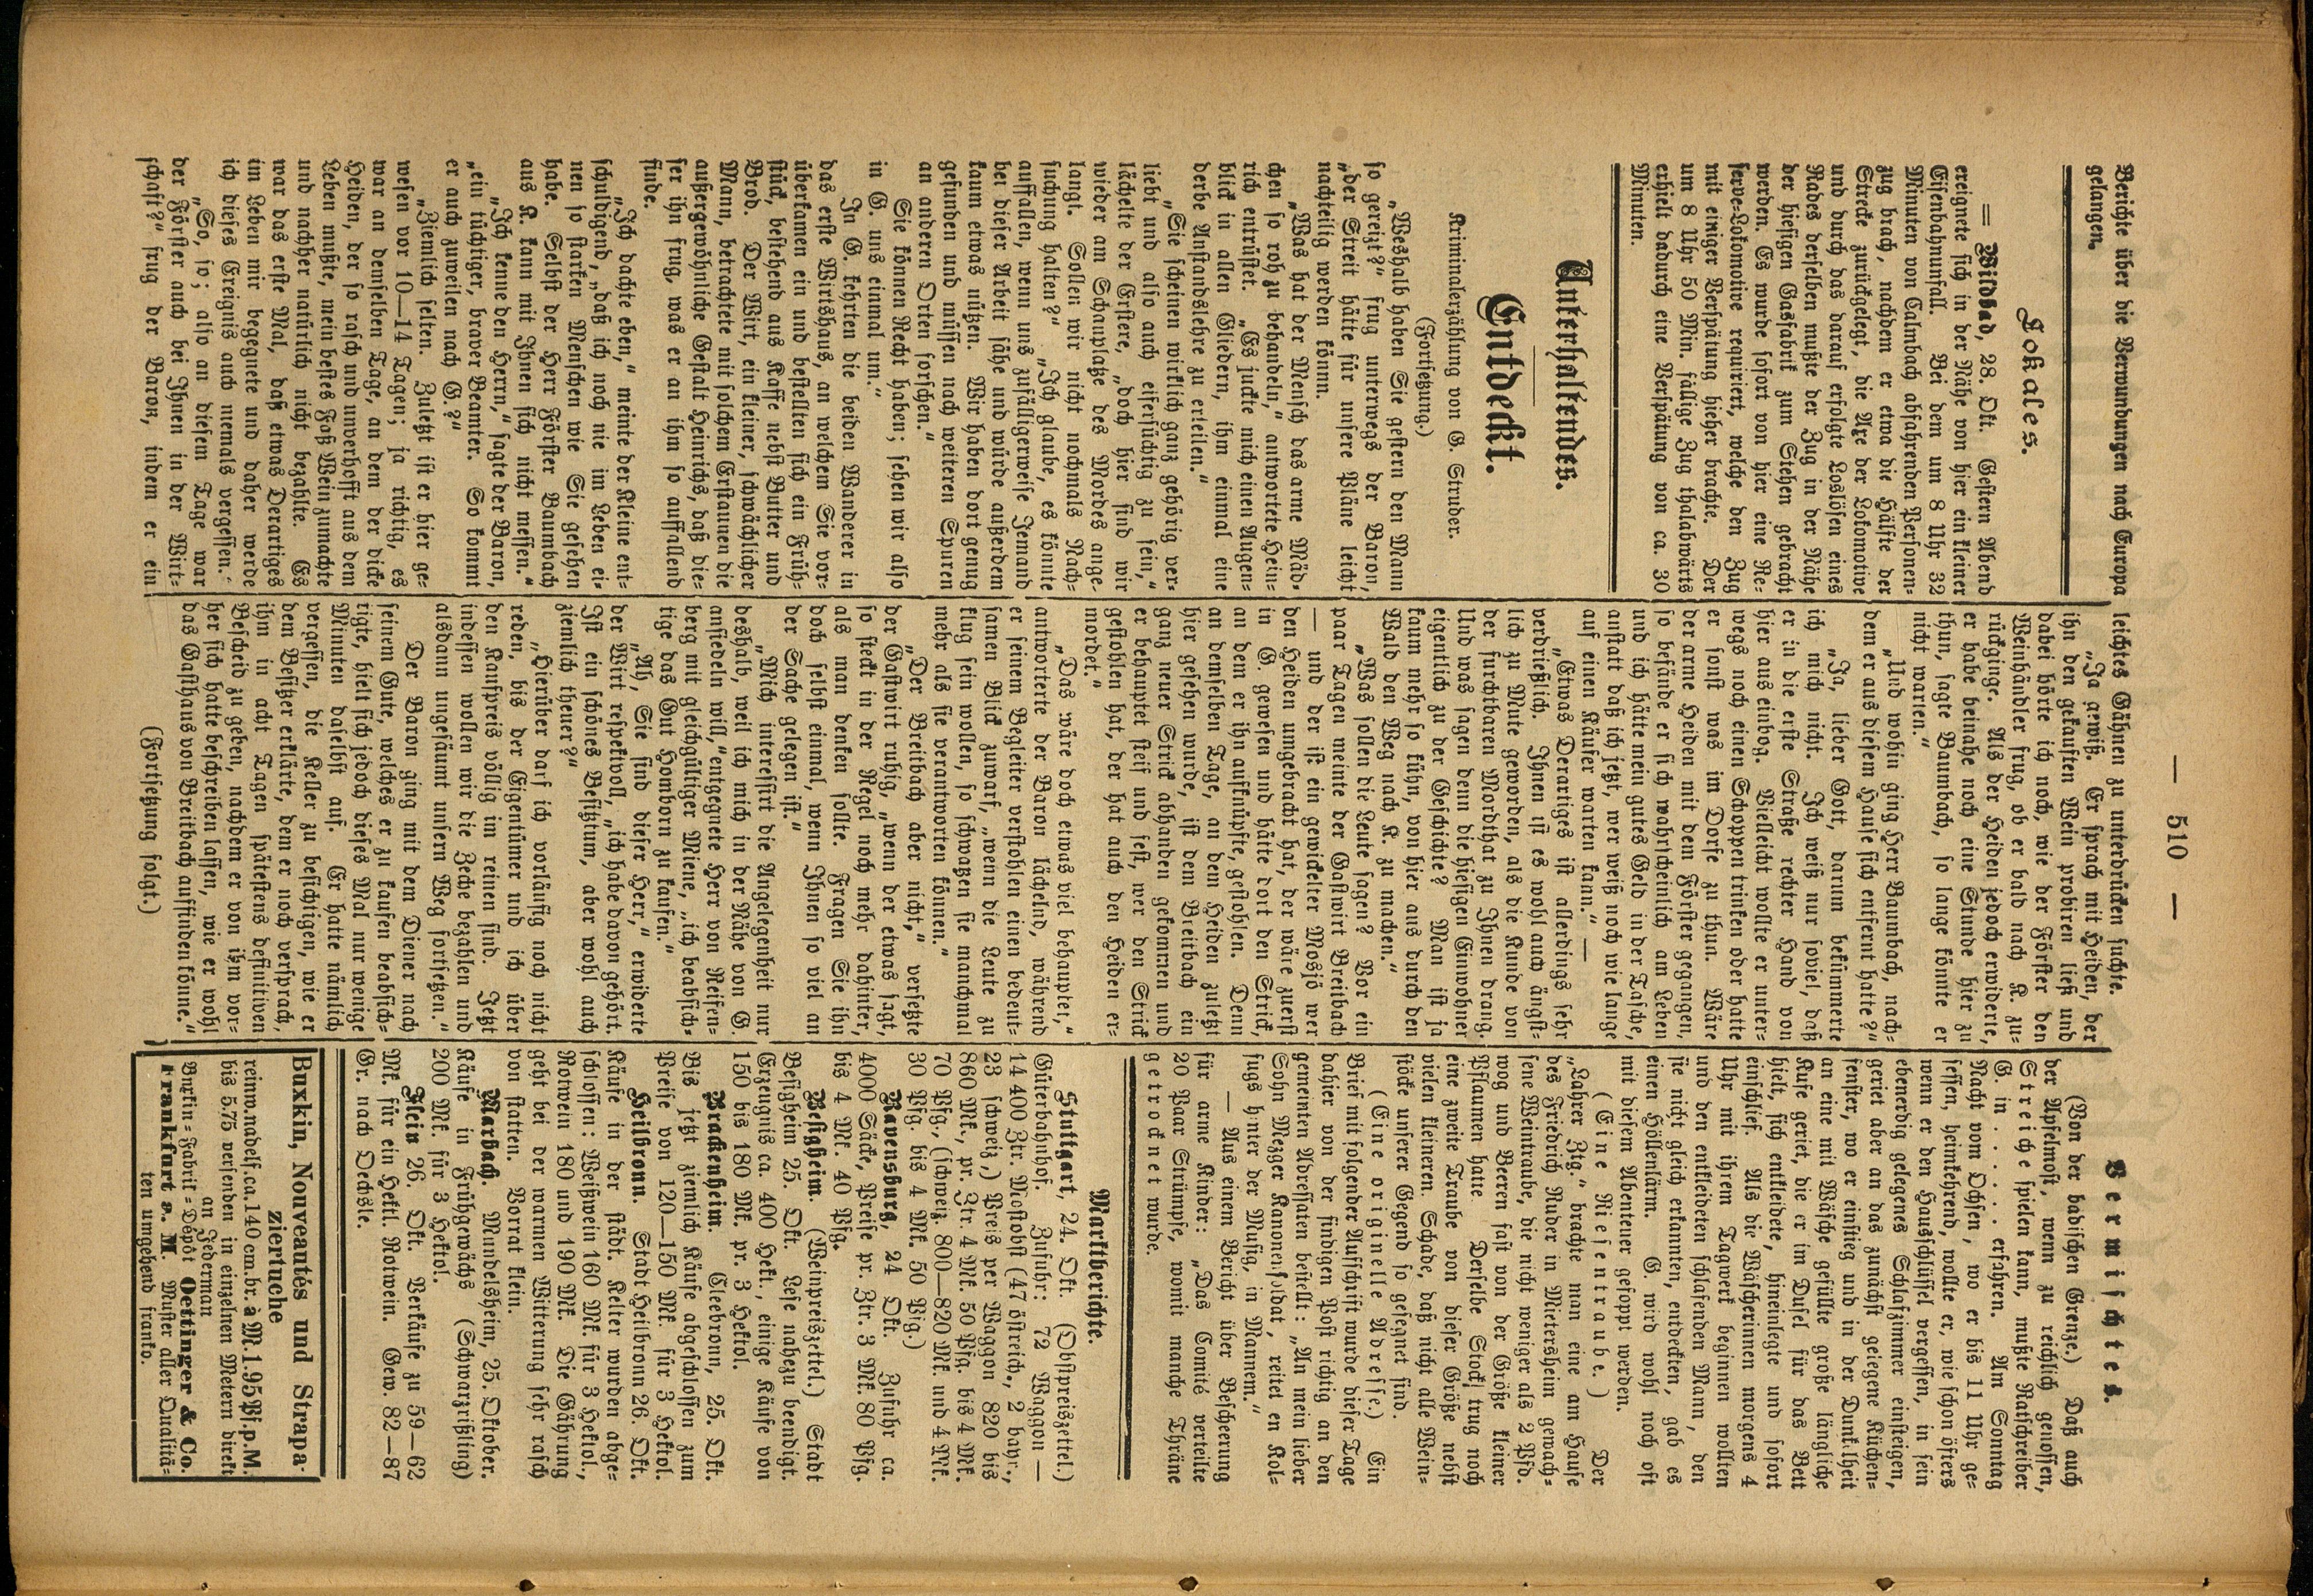 — 510 —
Berichte über die Verwundungen nach Europa
gelangen.
Lokales.
= Wildbad, 28. Okt. Gestern Abend
ereignete sich in der Nähe von hier ein kleiner
Eisenbahnunfall. Bei dem um 8 Uhr 32
Minuten von Calmbach abfahrenden Personen-
zug brach, nachdem er etwa die Hälfte der
Strecke zurückgelegt, die Axe der Lokomotive
und durch das darauf erfolgte Loslösen eines
Rades derselben mußte der Zug in der Nähe
der hiesigen Gasfabrik zum Stehen gebracht
werden. Es wurde sofort von hier eine Re-
serve-Lokomotive requiriert, welche den Zug
mit einiger Verspätung hieher brachte. Der
um 8 Uhr 50 Min. fällige Zug thalabwärts
erhielt dadurch eine Verspätung von ca. 30
Minuten.
Unterhaltendes.
Entdeckt.
Kriminalerzählung von G. Struder.
(Fortsetzung.)
„Weshalb haben Sie gestern den Mann
so gereizt?" frug unterwegs der Baron,
„der Streit hätte für unsere Pläne leicht
nachteilig werden könnn.
„Was hat der Mensch das arme Mäd-
chen so roh zu behandeln," antwortete Hein-
rich entrüstet. „Es juckte mich einen Augen-
blick in allen Gliedern, ihm einmal eine
derbe Anstandslehre zu erteilen."
„Sie scheinen wirklich ganz gehörig ver-
liebt und also auch eifersüchtig zu sein,"
lächelte der Erstere, „doch hier sind wir
wieder am Schauplatze des Mordes ange-
langt. Sollen wir nicht nochmals Nach-
suchung halten?" „Ich glaube, es könnte
auffallen, wenn uns zufälligerweise Jemand
bei dieser Arbeit sähe und würde außerdem
kaum etwas nützen. Wir haben dort genug
gefunden und müssen nach weiteren Spuren
an anderen Orten forschen."
Sie können Recht haben; sehen wir also
in G. uns einmal um."
In G. kehrten die beiden Wanderer in
das erste Wirtshaus, an welchem Sie vor-
überkamen ein und bestellten sich ein Früh-
stück, bestehend aus Kaffe nebst Butter und
Brod. Der Wirt, ein kleiner, schwächlicher
Mann, betrachtete mit solchem Erstaunen die
außergewöhnliche Gestalt Heinrichs, daß die-
ser ihn frug, was er an ihm so auffallend
finde.
„Ich dachte eben," meinte der Kleine ent-
schuldigend, „daß ich noch nie im Leben ei-
nen so starken Menschen wie Sie gesehen
habe. Selbst der Herr Förster Baumbach
aus K. kann mit Ihnen sich nicht messen."
„Ich kenne den Herrn," sagte der Baron,
„ein tüchtiger, braver Beamter. So kommt
er auch zuweilen nach G.?"
„Ziemlich selten. Zuletzt ist er hier ge-
wesen vor 10—14 Tagen; ja richtig, es
war an demselben Tage, an dem der dicke
Heiden, der so rasch und unverhofft aus dem
Leben mußte, mein bestes Faß Wein zumachte
und nachher natürlich nicht bezahlte. Es
war das erste Mal, daß etwas Derartiges
im Leben mir begegnete und daher werde
ich dieses Ereignis auch niemals vergessen.
„So, so; also an diesem Tage war
der Förster auch bei Ihnen in der Wirt-
schaft?" frug der Baron, indem er ein
leichtes Gähnen zu unterdrücken suchte.
„Ja gewiß. Er sprach mit Heiden, der
ihn den gekauften Wein probiren ließ und
dabei hörte ich noch, wie der Förster den
Weinhändler frug, ob er bald nach K. zu-
rückginge. Als der Heiden jedoch erwiderte,
er habe beinahe noch eine Stunde hier zu
thun, sagte Baumbach, so lange könnte er
nicht warten."
„Und wohin ging Herr Baumbach, nach-
dem er aus diesem Hause sich entfernt hatte?"
„Ja, lieber Gott, darum bekümmerte
ich mich nicht. Ich weiß nur soviel, daß
er in die erste Straße rechter Hand von
hier aus einbog. Vielleicht wollte er unter-
wegs noch einen Schoppen trinken oder hatte
er sonst was im Dorfe zu thun. Wäre
der arme Heiden mit dem Förster gegangen,
so befände er sich wahrscheinlich am Leben
und ich hätte mein gutes Geld in der Tasche,
anstatt daß ich jetzt, wer weiß noch wie lange
auf einen Käufer warten kann." —
„Etwas Derartiges ist allerdings sehr
verdrießlich. Ihnen ist es wohl auch ängst-
lich zu Mute geworden, als die Kunde von
der furchtbaren Mordthat zu Ihnen drang.
Und was sagen denn die hiesigen Einwohner
eigentlich zu der Geschichte? Man ist ja
kaum mehr so kühn, von hier aus durch den
Wald den Weg nach K. zu machen."
„Was sollen die Leute sagen? Vor ein
paar Tagen meinte der Gastwirt Breitbach
— und der ist ein gewickelter Mosjö wer
den Heiden umgebracht hat, der wäre zuerst
in G. gewesen und hätte dort den Strick,
an dem er ihn aufknüpfte, gestohlen. Denn
an demselben Tage, an dem Heiden zuletzt
hier gesehen wurde, ist dem Breitbach ein
ganz neuer Strick abhanden gekommen und
er behauptet steif und fest, wer den Strick
gestohlen hat, der hat auch den Heiden er-
mordet."
„Das wäre doch etwas viel behauptet,"
antwortete der Baron lächelnd, während
er seinem Begleiter verstohlen einen bedeut-
samen Blick zuwarf, „wenn die Leute zu
klug sein wollen, so schwatzen sie manchmal
mehr als sie verantworten können."
„Der Breitbach aber nicht," versetzte
der Gastwirt ruhig, „wenn der etwas sagt,
so steckt in der Regel noch mehr dahinter,
als man denken sollte. Fragen Sie ihn
doch selbst einmal, wenn Ihnen so viel an
der Sache gelegen ist."
„Mich interessirt die Angelegenheit nur
deshalb, weil ich mich in der Nähe von G.
ansiedeln will,"entgegnete Herr von Reifen-
berg mit gleichgültiger Miene, „ich beabsich-
tige das Gut Homborn zu kaufen."
„Ah, Sie sind dieser Herr," erwiderte
der Wirt respektvoll, „ich habe davon gehört.
Ist ein schönes Besitztum, aber wohl auch
ziemlich theuer?"
„Hierüber darf ich vorläufig noch nicht
reden, bis der Eigentümer und ich über
den Kaufpreis völlig im reinen sind. Jetzt
indessen wollen wir die Zeche bezahlen und
alsdann ungesäumt unsern Weg fortsetzen."
Der Baron ging mit dem Diener nach
seinem Gute, welches er zu kaufen beabsich-
tigte, hielt sich jedoch dieses Mal nur wenige
Minuten daselbst auf. Er hatte nämlich
vergessen, die Keller zu besichtigen, wie er
dem Besitzer erklärte, dem er noch versprach,
ihm in acht Tagen spätestens definitiven
Bescheid zu geben, nachdem er von ihm vor-
her sich hatte beschreiben lassen, wie er wohl
das Gasthaus von Breitbach auffinden könne."
(Fortsetzung folgt.)
Vermischtes.
(Von der badischen Grenze.) Daß auch
der Apfelmost, wenn zu reichlich genossen,
Streiche spielen kann, mußte Ratschreiber
G. in . . . . . . erfahren. Am Sonntag
Nacht vom Ochsen, wo er bis 11 Uhr ge-
sessen, heimkehrend, wollte er, wie schon öfters
wenn er den Hausschlüssel vergessen, in sein
ebenerdig gelegenes Schlafzimmer einsteigen,
geriet aber an das zunächst gelegene Küchen-
fenster, wo er einstieg und in der Dunkelheit
an eine mit Wäsche gefüllte große längliche
Kufe geriet, die er im Dusel für das Bett
hielt, sich entkleidete, hineinlegte und sofort
einschlief. Als die Wäscherinnen morgens 4
Uhr mit ihrem Tagwerk beginnen wollten
und den entkleideten schlafenden Mann, den
sie nicht gleich erkannten, entdeckten, gab es
einen Höllenlärm. G. wird wohl noch oft
mit diesem Abenteuer gefoppt werden.
(Eine Riesentraube.) Der
„Lahrer Ztg." brachte man eine am Hause
des Friedrich Ruder in Mietersheim gewach-
sene Weintraube, die nicht weniger als 2 Pfd.
wog und Beeren fast von der Größe kleiner
Pflaumen hatte. Derselbe Stock trug noch
eine zweite Traube von dieser Größe nebst
vielen kleineren. Schade, daß nicht alle Wein-
stöcke unserer Gegend so gesegnet sind.
(Eine originelle Adresse.) Ein
Brief mit folgender Aufschrift wurde dieser Tage
dahier von der findigen Post richtig an den
gemeinten Adressaten bestellt: „An mein lieber
Sohn Metzger Kanonensoldat, reitet en Kol-
fugs hinter der Mußig, in Mannem."
— Aus einem Bericht über Bescheerung
für arme Kinder: „Das Comité verteilte
20 Paar Strümpfe, womit manche Thräne
getrocknet wurde.
Marktberichte.
Stuttgart, 24. Okt. (Obstpreiszettel.)
Güterbahnhof. Zufuhr: 72 Waggon —
14 400 Ztr. Mostobst (47 östreich., 2 bayr.,
23 schweiz.) Preis per Waggon 820 bis
860 Mk., pr. Ztr. 4 Mk. 50 Pfg. bis 4 Mk.
70 Pfg., (schweiz. 800—820 Mk. und 4 Mk.
30 Pfg. bis 4 Mk. 50 Pfg.)
Ravensburg, 24 Okt. Zufuhr ca.
4000 Säcke, Preise pr. Ztr. 3 Mk. 80 Pfg.
bis 4 Mk. 40 Pfg.
Besigheim. (Weinpreiszettel.) Stadt
Besigheim 25. Okt. Lese nahezu beendigt.
Erzeugnis ca. 400 Hekt., einige Käufe von
150 bis 180 Mk. pr. 3 Hektol.
Brackenheim. Cleebronn, 25. Okt.
Bis jetzt ziemlich Käufe abgeschlossen zum
Preise von 120—150 Mk. für 3 Hektol.
Heilbronn. Stadt Heilbronn 26. Okt.
Käufe in der städt. Kelter wurden abge-
schlossen: Weißwein 160 Mk. für 3 Hektol.,
Rotwein 180 und 190 Mk. Die Gährung
geht bei der warmen Witterung sehr rasch
von statten. Vorrat klein.
Marbach. Mundelsheim, 25. Oktober.
Käufe in Frühgewächs (Schwarzrißling)
200 Mk. für 3 Hektol.
Flein 26. Okt. Verkäufe zu 59—62
Mk. für ein Hektl. Rotwein. Gew. 82—87
Gr. nach Oechsle.
Buxkin, Nouveautés und Strapa-
ziertuche
reinw. nadelf. ca. 140 cm. br. à M. 1.95 Pf. p. M.
bis 5.75 versenden in einzelnen Metern direkt
an Jederman
Buxkin-Fabrik-Dépôt Oettinger & Co.
Frankfurt a. M. Muster aller Qualitä-
ten umgehend franko.